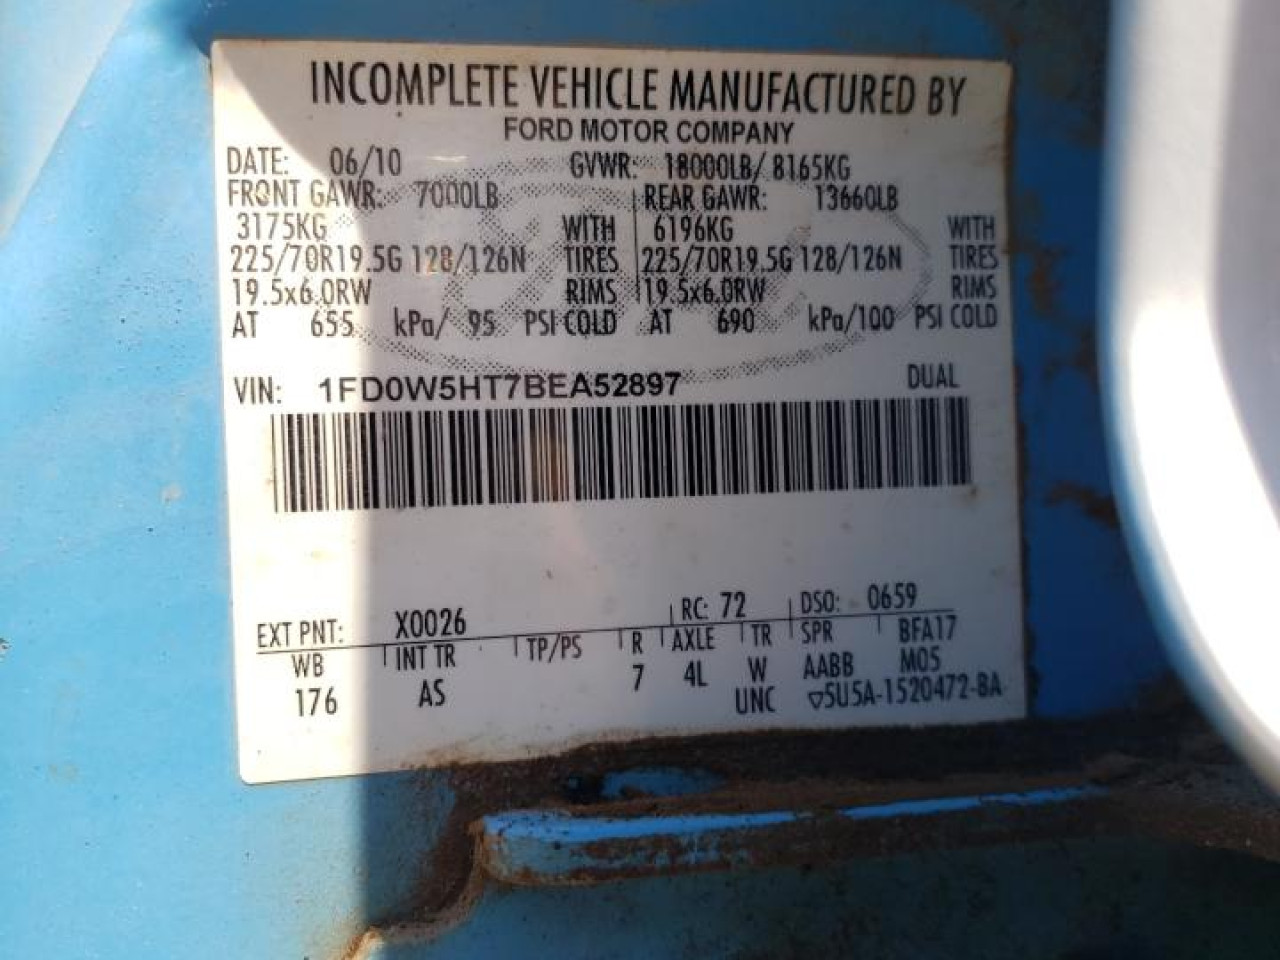 INCOMPLETE VEHICLE MANUFACTURED BY
FORD MOTOR COMPANY
DATE: 06/10 GVWR: 18000LB/ 8165KG
FRONT GAWR: 7000LB REAR GAWR: 13660LB
3175KG WITH 6196KG WITH
225/70R19.5G 128/126N TIRES 225/70R19.5G 128/126N TIRES
19.5x6.0RW RIMS 19.5x6.0RW RIMS
AT 655 kPa/ 95 PSI COLD AT 690 kPa/100 PSI COLD
VIN: 1FD0W5HT7BEA52897 DUAL
EXT PNT: X0026 RC: 72 DSO: 0659
WB INT TR TP/PS R AXLE TR SPR BFA17
176 AS 7 4L W AABB M05
UNC ▽5U5A-1520472-BA